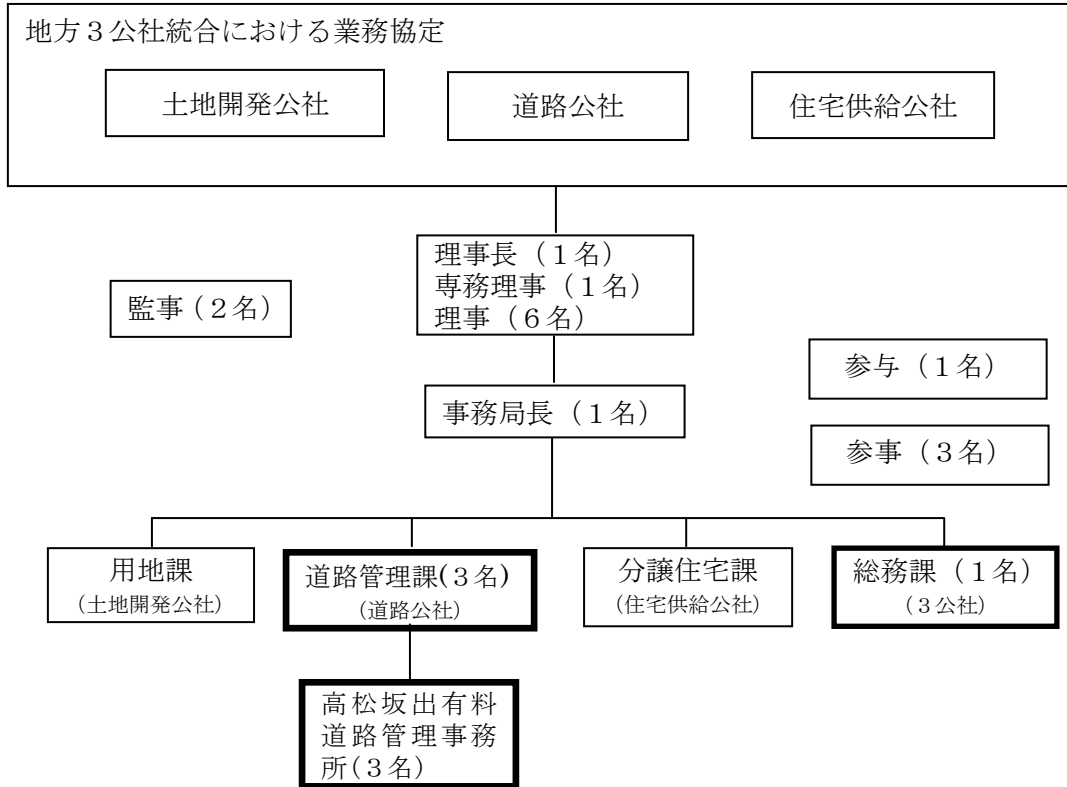 地方３公社統合における業務協定
土地開発公社
道路公社
住宅供給公社
理事長（１名）
専務理事（１名）
理事（６名）
監事（２名）
参与（１名）
事務局長（１名）
参事（３名）
用地課
（土地開発公社）
道路管理課(３名)
（道路公社）
分譲住宅課
（住宅供給公社）
総務課（１名）
（３公社）
高松坂出有料
道路管理事務
所（３名）